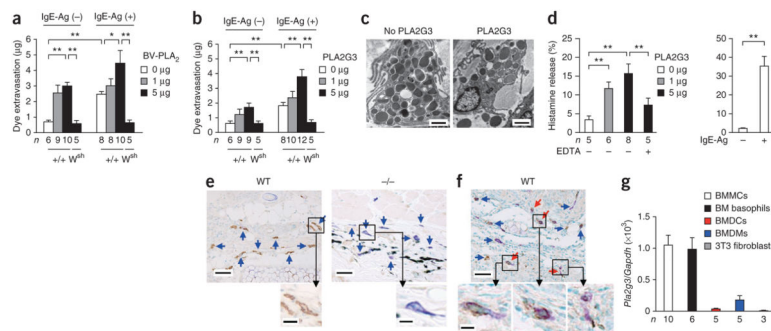 a
IgE-Ag (–) IgE-Ag (+)
BV-PLA2
0 μg
1 μg
5 μg
** * **
**
** **
Dye extravasation (μg)
8
6
4
2
0
n 6 9 10 5 8 8 10 5
+/+ Wsh +/+ Wsh
b
IgE-Ag (–) IgE-Ag (+)
PLA2G3
0 μg
1 μg
5 μg
** **
**
** **
Dye extravasation (μg)
8
6
4
2
0
n 6 9 9 5 8 10 12 5
+/+ Wsh +/+ Wsh
c
No PLA2G3 PLA2G3
d
Histamine release (%)
20
15
10
5
0
**
** **
PLA2G3
0 μg
1 μg
5 μg
n 5 6 8 5
EDTA – – – +
50
40
30
20
10
0
**
IgE-Ag – +
e
WT –/–
f
WT
g
BMMCs
BM basophils
BMDCs
BMDMs
3T3 fibroblast
Pla2g3/Gapdh (×10³)
1.5
1.0
0.5
0
n 10 6 5 5 3